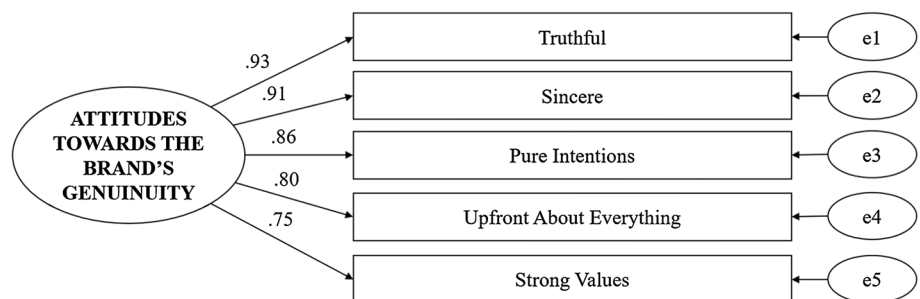 Truthful
e1
.93
Sincere
e2
.91
ATTITUDES
TOWARDS THE
BRAND'S
GENUINUITY
.86
Pure Intentions
e3
.80
Upfront About Everything
e4
.75
Strong Values
e5